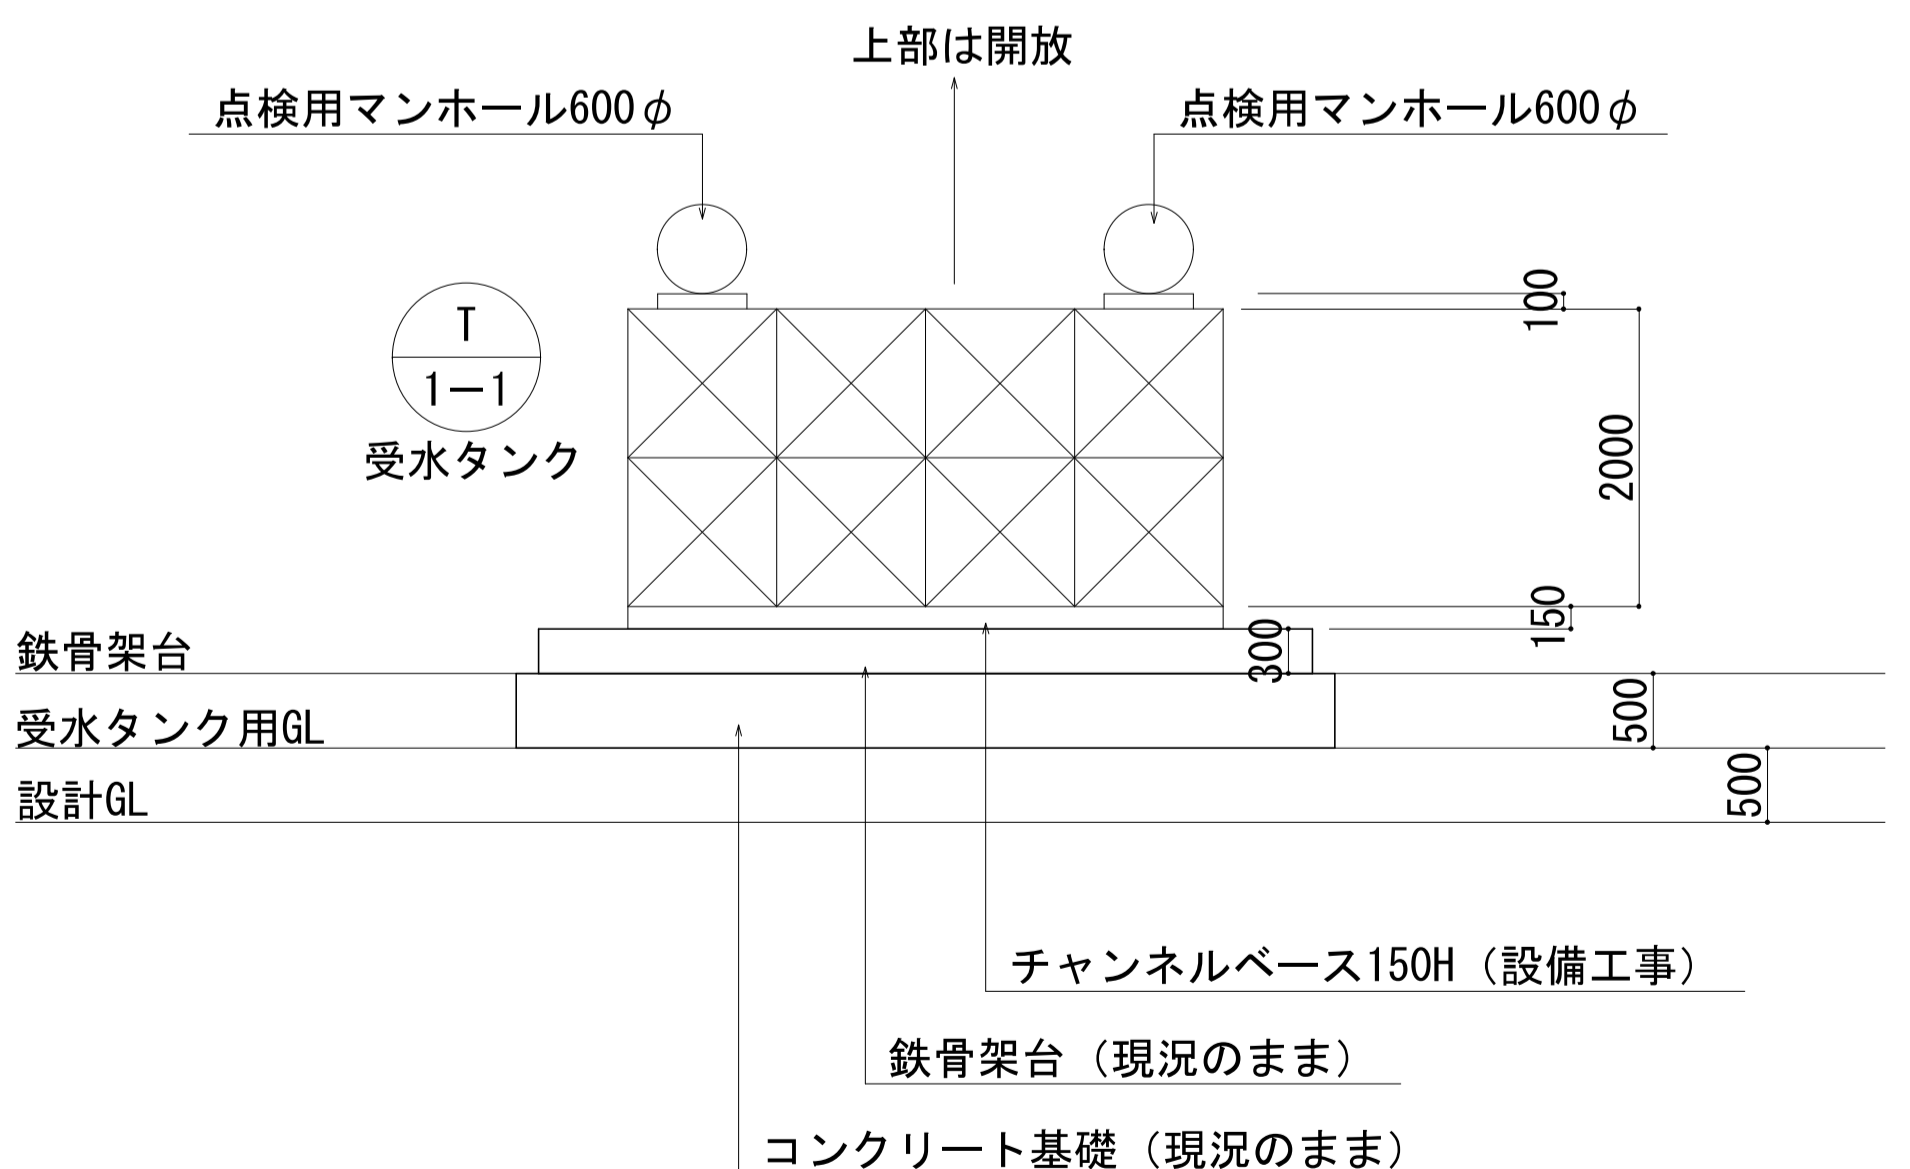 上部は開放
点検用マンホール600φ
点検用マンホール600φ
T
1－1
受水タンク
100
2000
150
300
鉄骨架台
500
受水タンク用GL
500
設計GL
チャンネルベース150H（設備工事）
鉄骨架台（現況のまま）
コンクリート基礎（現況のまま）